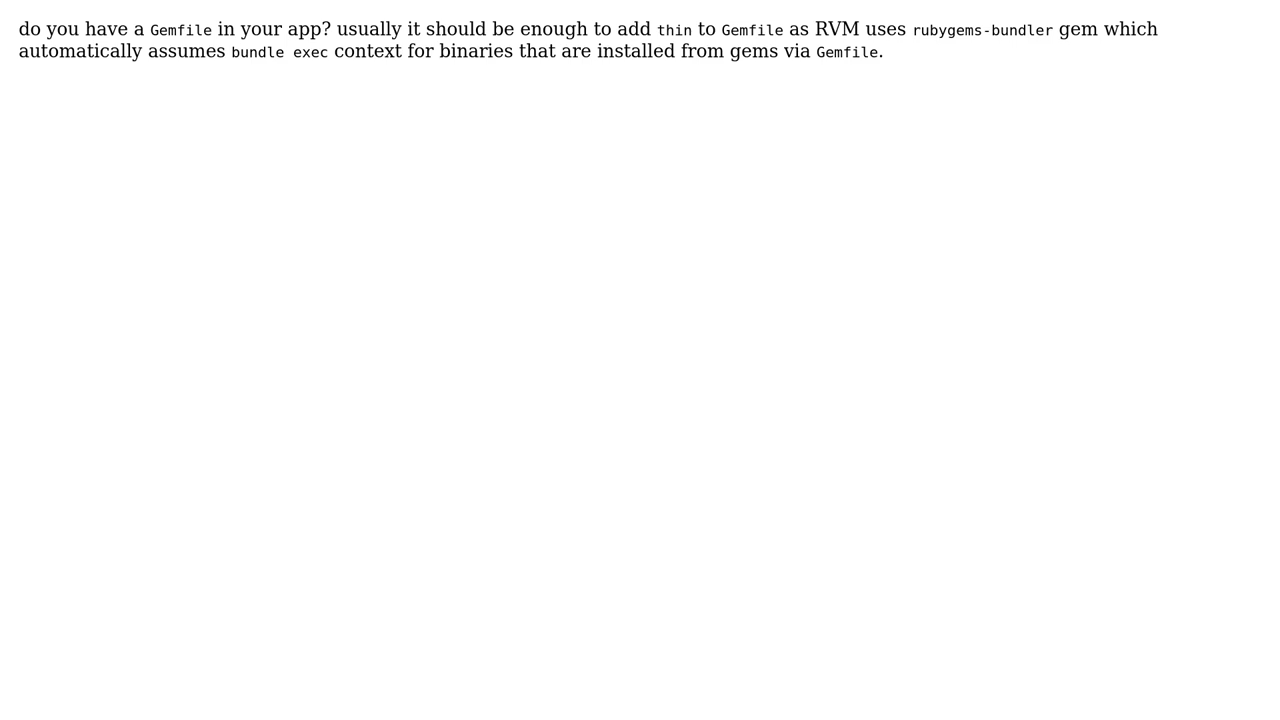 do you have a Gemfile in your app? usually it should be enough to add thin to Gemfile as RVM uses rubygems-bundler gem which
automatically assumes bundle exec context for binaries that are installed from gems via Gemfile.